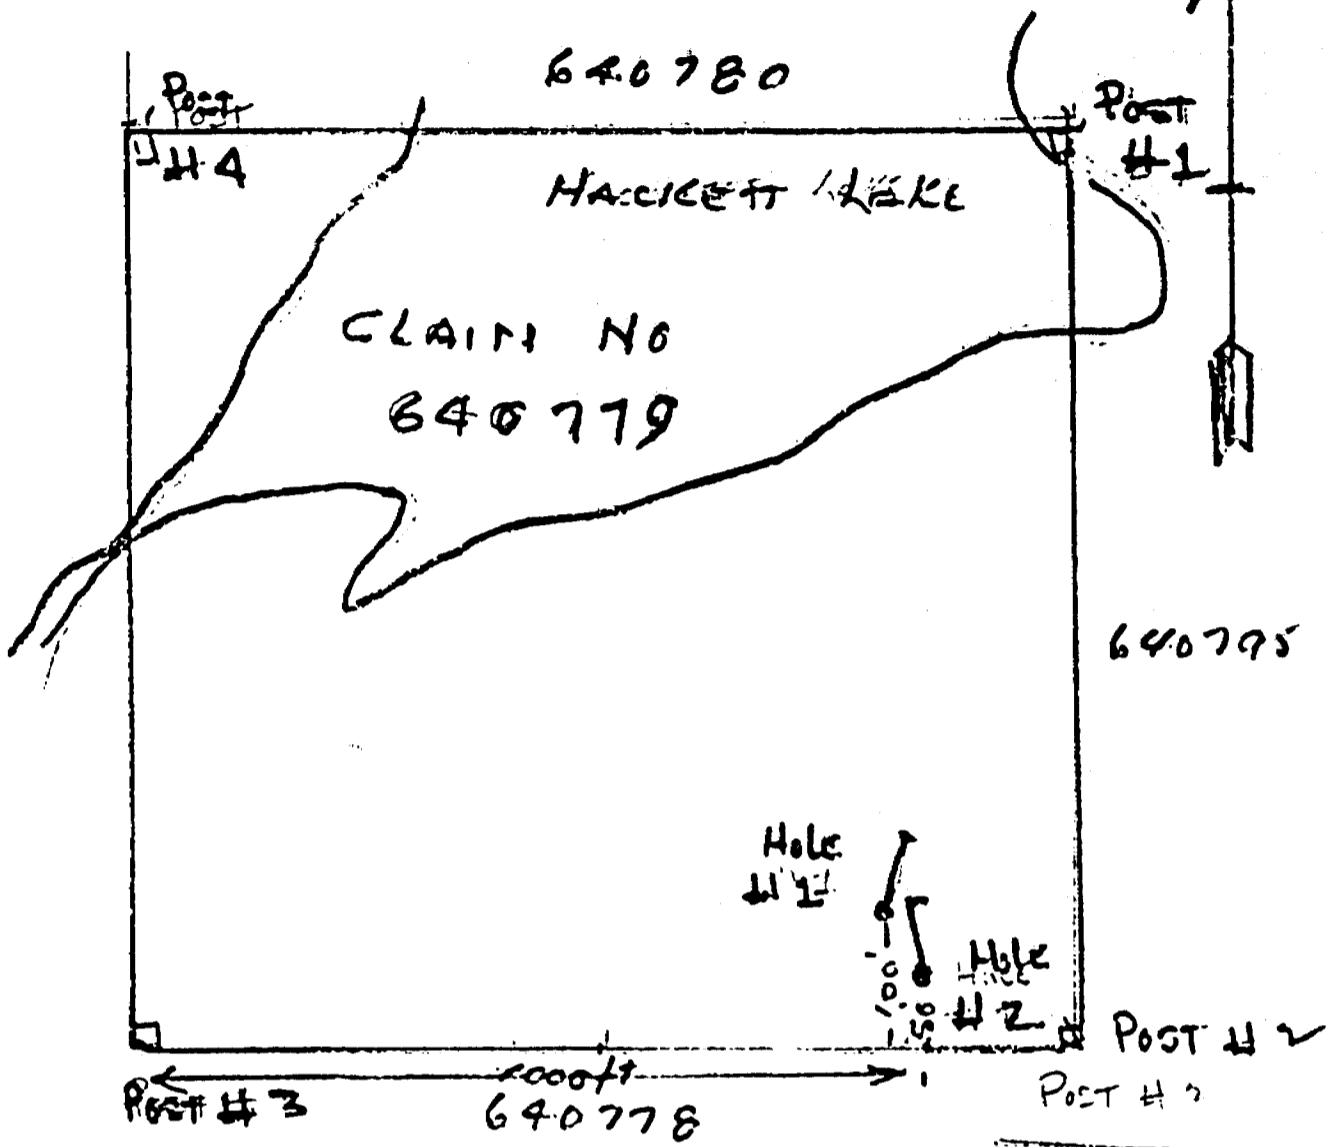 640780
Post
#4
Post
#1
HACKETT LAKE
CLAIM No
640779
640795
Hole
#1
100'
50'
Hole
#2
Post #2
Post #3
1000ft
640778